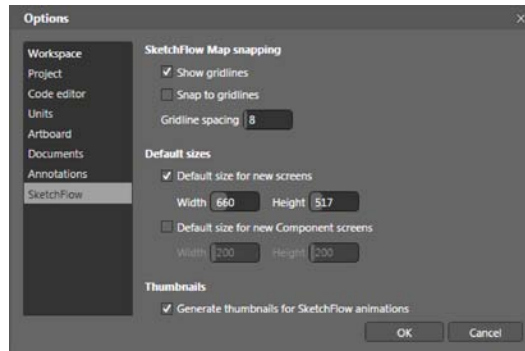 Options
Workspace
Project
Code editor
Units
Artboard
Documents
Annotations
SketchFlow
SketchFlow Map snapping
Show gridlines
Snap to gridlines
Gridline spacing 8
Default sizes
Default size for new screens
Width 660 Height 517
Default size for new Component screens
Width 200 Height 200
Thumbnails
Generate thumbnails for SketchFlow animations
OK Cancel